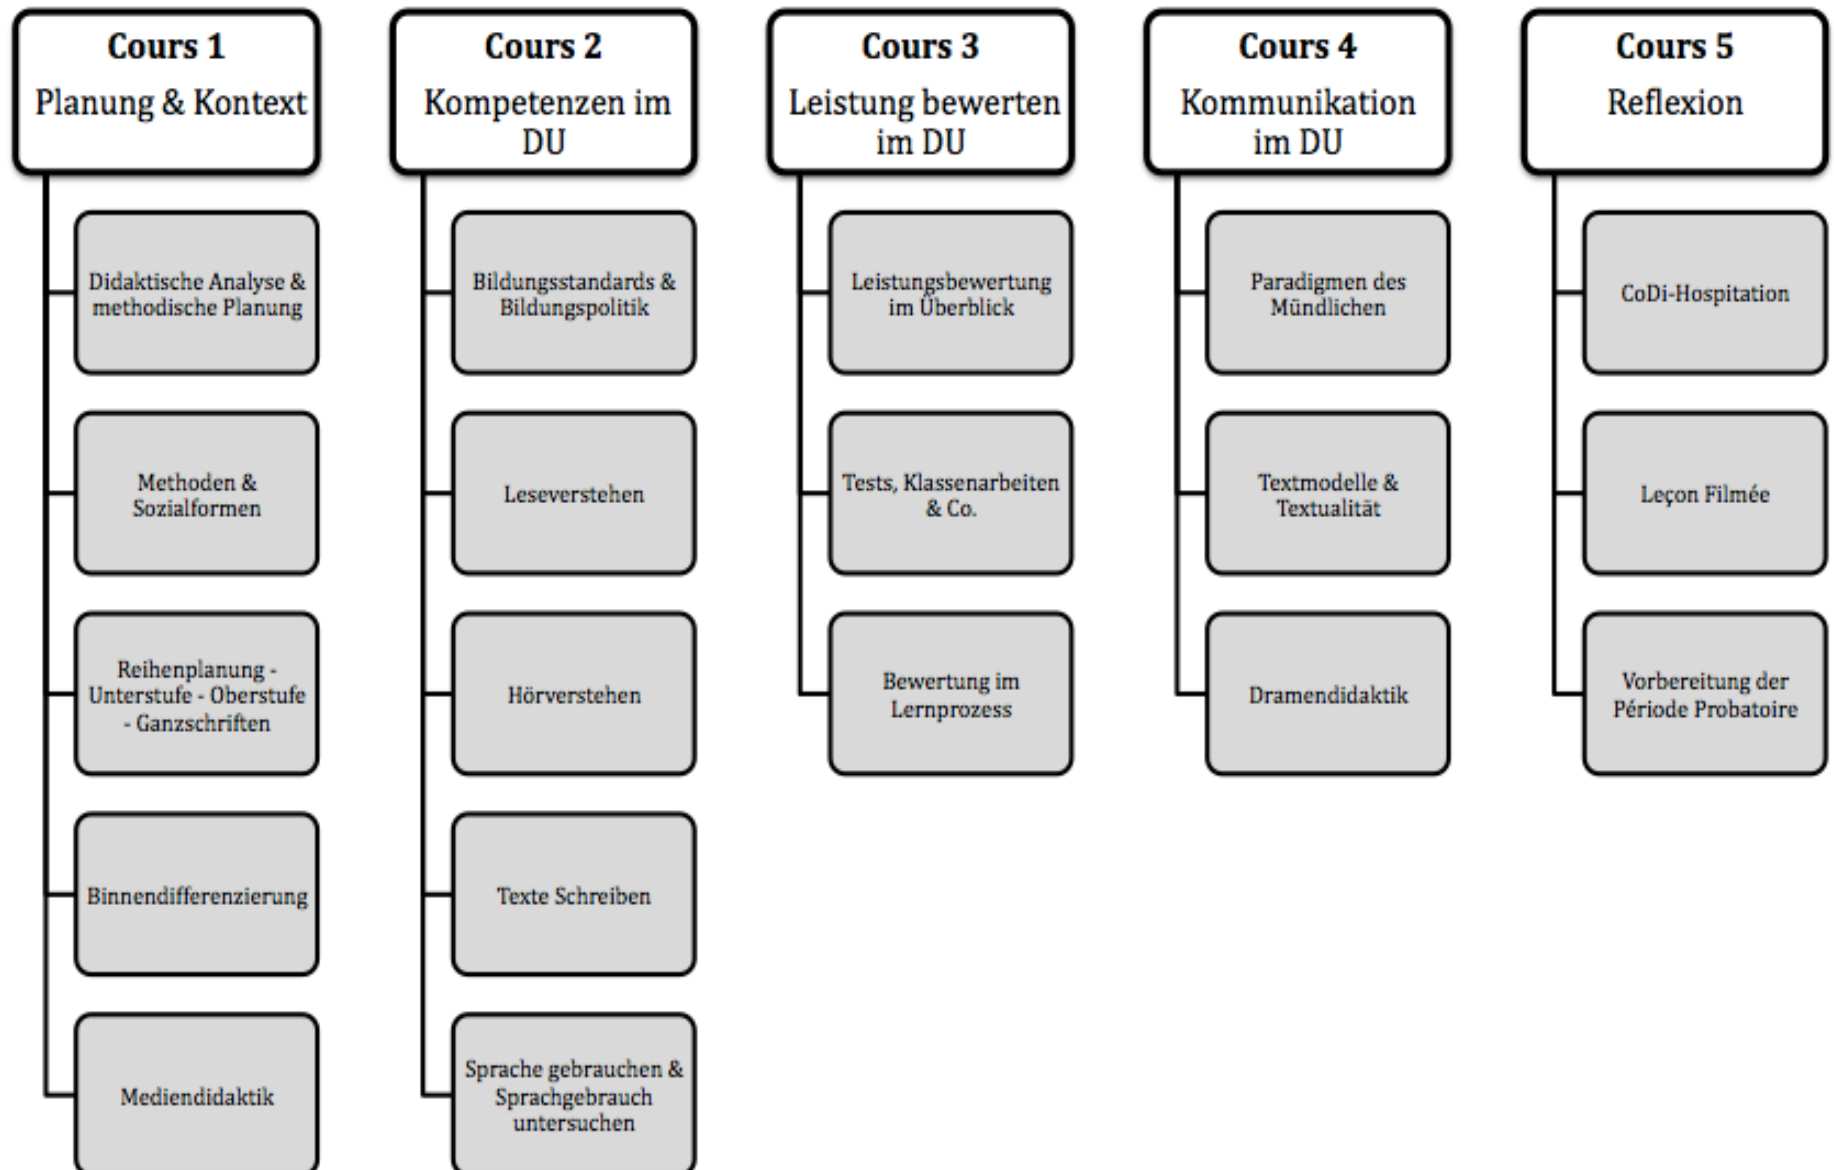 Cours 1
Planung & Kontext
Didaktische Analyse &
methodische Planung
Methoden &
Sozialformen
Reihenplanung -
Unterstufe - Oberstufe
- Ganzschriften
Binnendifferenzierung
Mediendidaktik
Cours 2
Kompetenzen im
DU
Bildungsstandards &
Bildungspolitik
Leseverstehen
Hörverstehen
Texte Schreiben
Sprache gebrauchen &
Sprachgebrauch
untersuchen
Cours 3
Leistung bewerten
im DU
Leistungsbewertung
im Überblick
Tests, Klassenarbeiten
& Co.
Bewertung im
Lernprozess
Cours 4
Kommunikation
im DU
Paradigmen des
Mündlichen
Textmodelle &
Textualität
Dramendidaktik
Cours 5
Reflexion
CoDi-Hospitation
Leçon Filmée
Vorbereitung der
Période Probatoire